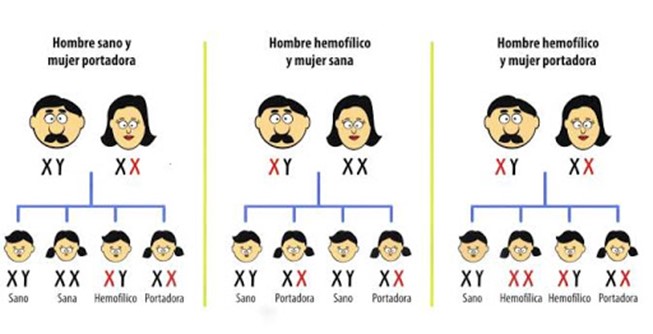 Hombre sano y
mujer portadora
XY
XX
XY
XX
XY
XX
Sano
Sana
Hemofílico
Portadora
Hombre hemofílico
y mujer sana
XY
XX
XY
XX
XY
XX
Sano
Portadora
Sano
Portadora
Hombre hemofílico
y mujer portadora
XY
XX
XY
XX
XY
XX
Sano
Hemofílica
Hemofílico
Portadora